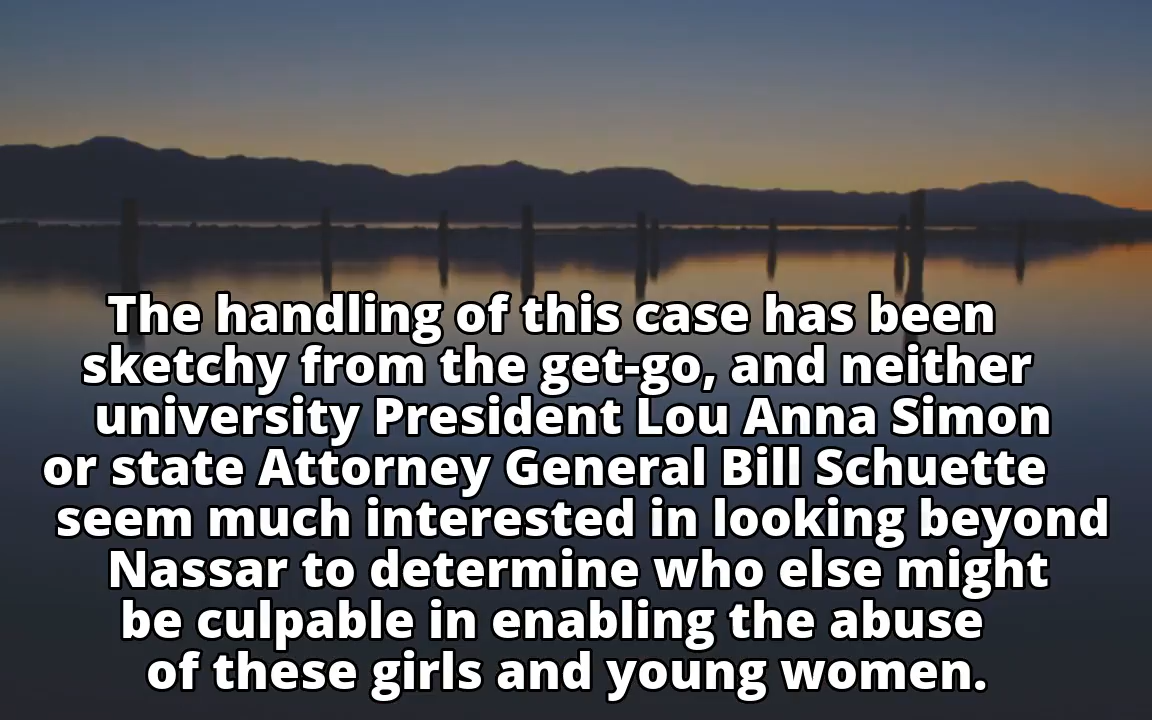 The handling of this case has been
sketchy from the get-go, and neither
university President Lou Anna Simon
or state Attorney General Bill Schuette
seem much interested in looking beyond
Nassar to determine who else might
be culpable in enabling the abuse
of these girls and young women.